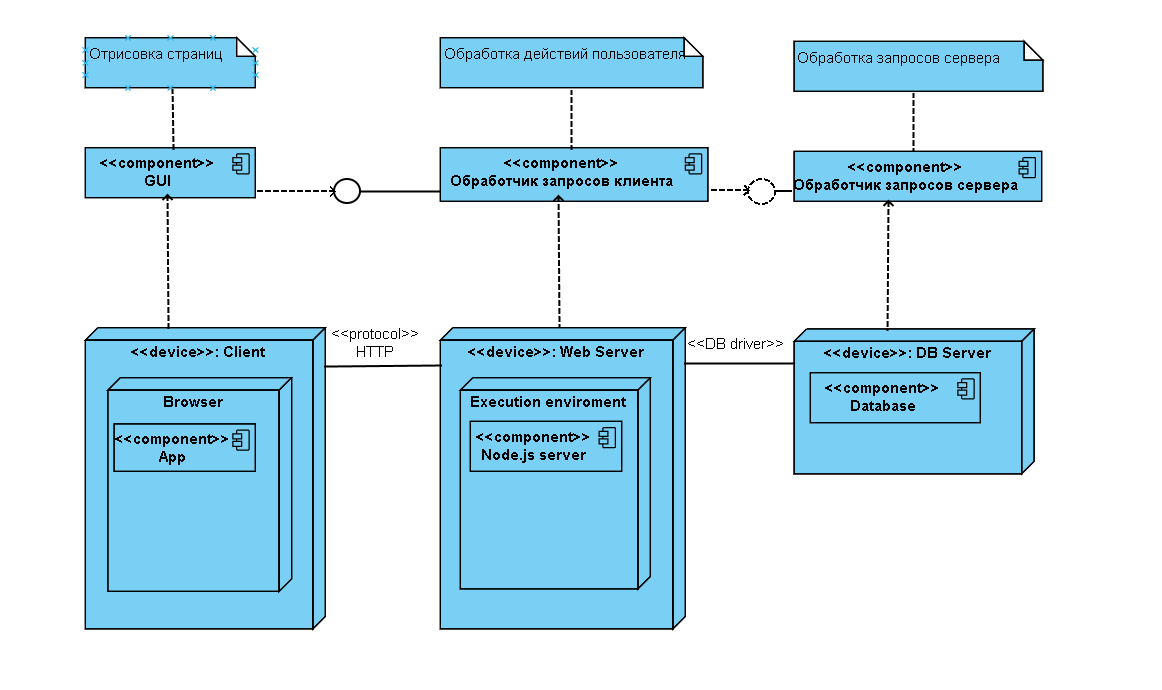 Отрисовка страниц
Обработка действий пользователя
Обработка запросов сервера
<<component>>
GUI
<<component>>
Обработчик запросов клиента
<<component>>
Обработчик запросов сервера
<<protocol>>
HTTP
<<DB driver>>
<<device>>: Client
Browser
<<component>>
App
<<device>>: Web Server
Execution enviroment
<<component>>
Node.js server
<<device>>: DB Server
<<component>>
Database